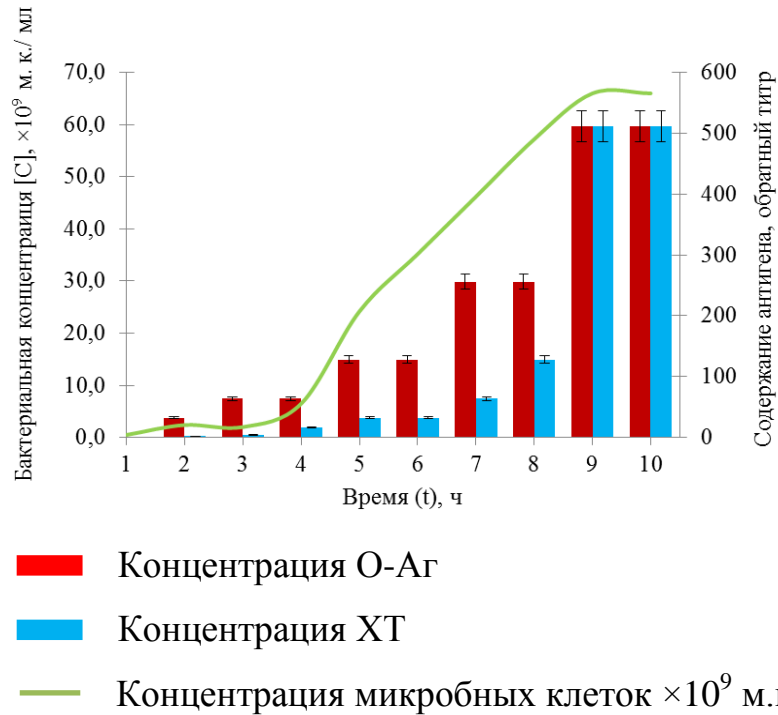 Бактериальная концентраиця [С], ×10⁹ м. к./ мл
70,0
60,0
50,0
40,0
30,0
20,0
10,0
0,0
600
500
400
300
200
100
0
Содержание антигена, обратный титр
1 2 3 4 5 6 7 8 9 10
Время (t), ч
Концентрация О-Аг
Концентрация ХТ
Концентрация микробных клеток ×10⁹ м.